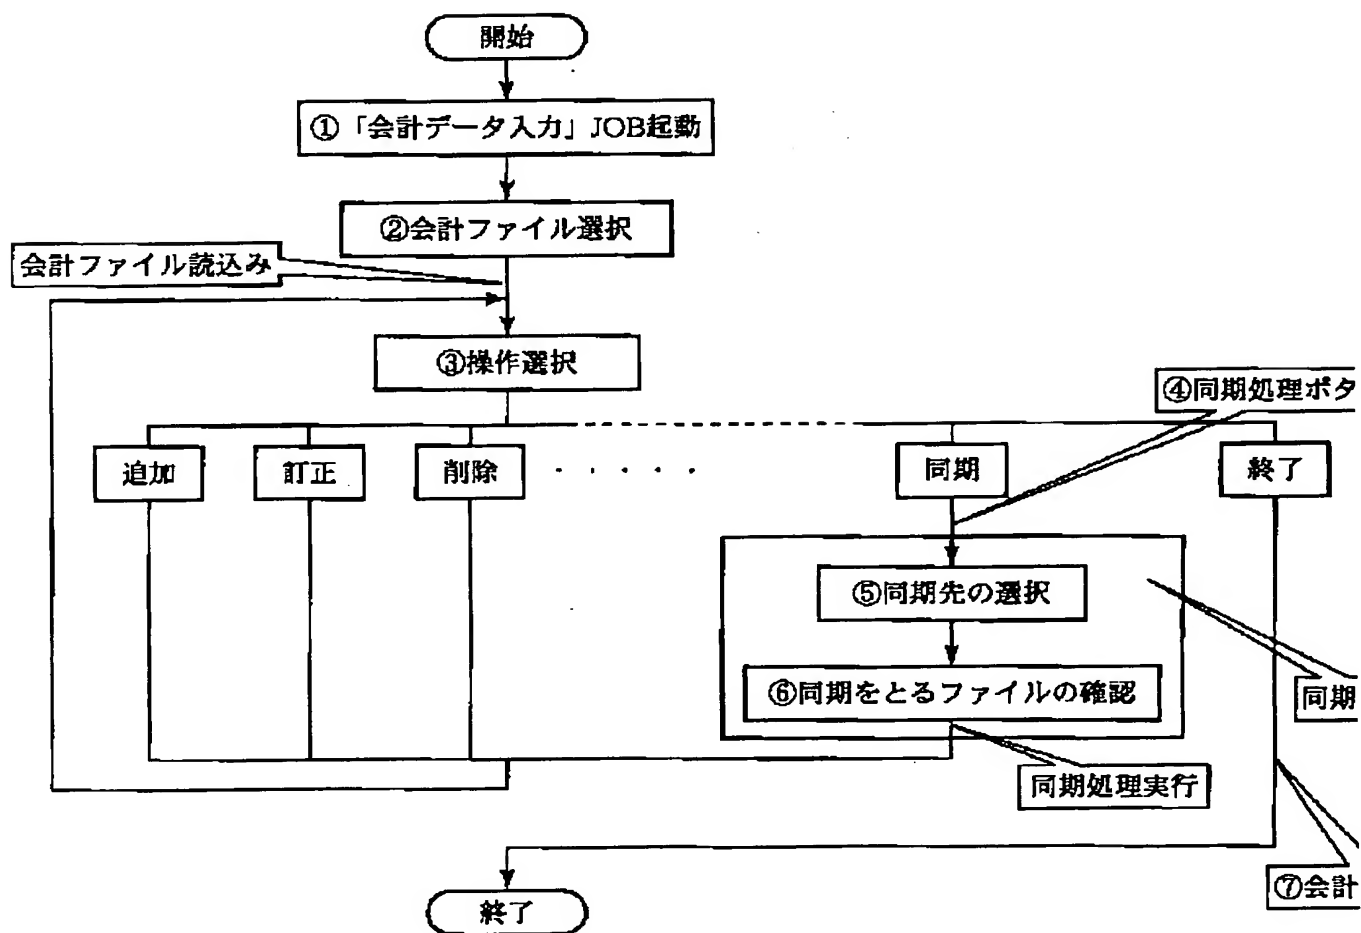 開始
①「会計データ入力」JOB起動
②会計ファイル選択
会計ファイル読込み
③操作選択
④同期処理ボタ
追加
訂正
削除
・・・・・
同期
終了
⑤同期先の選択
⑥同期をとるファイルの確認
同期
同期処理実行
⑦会計
終了